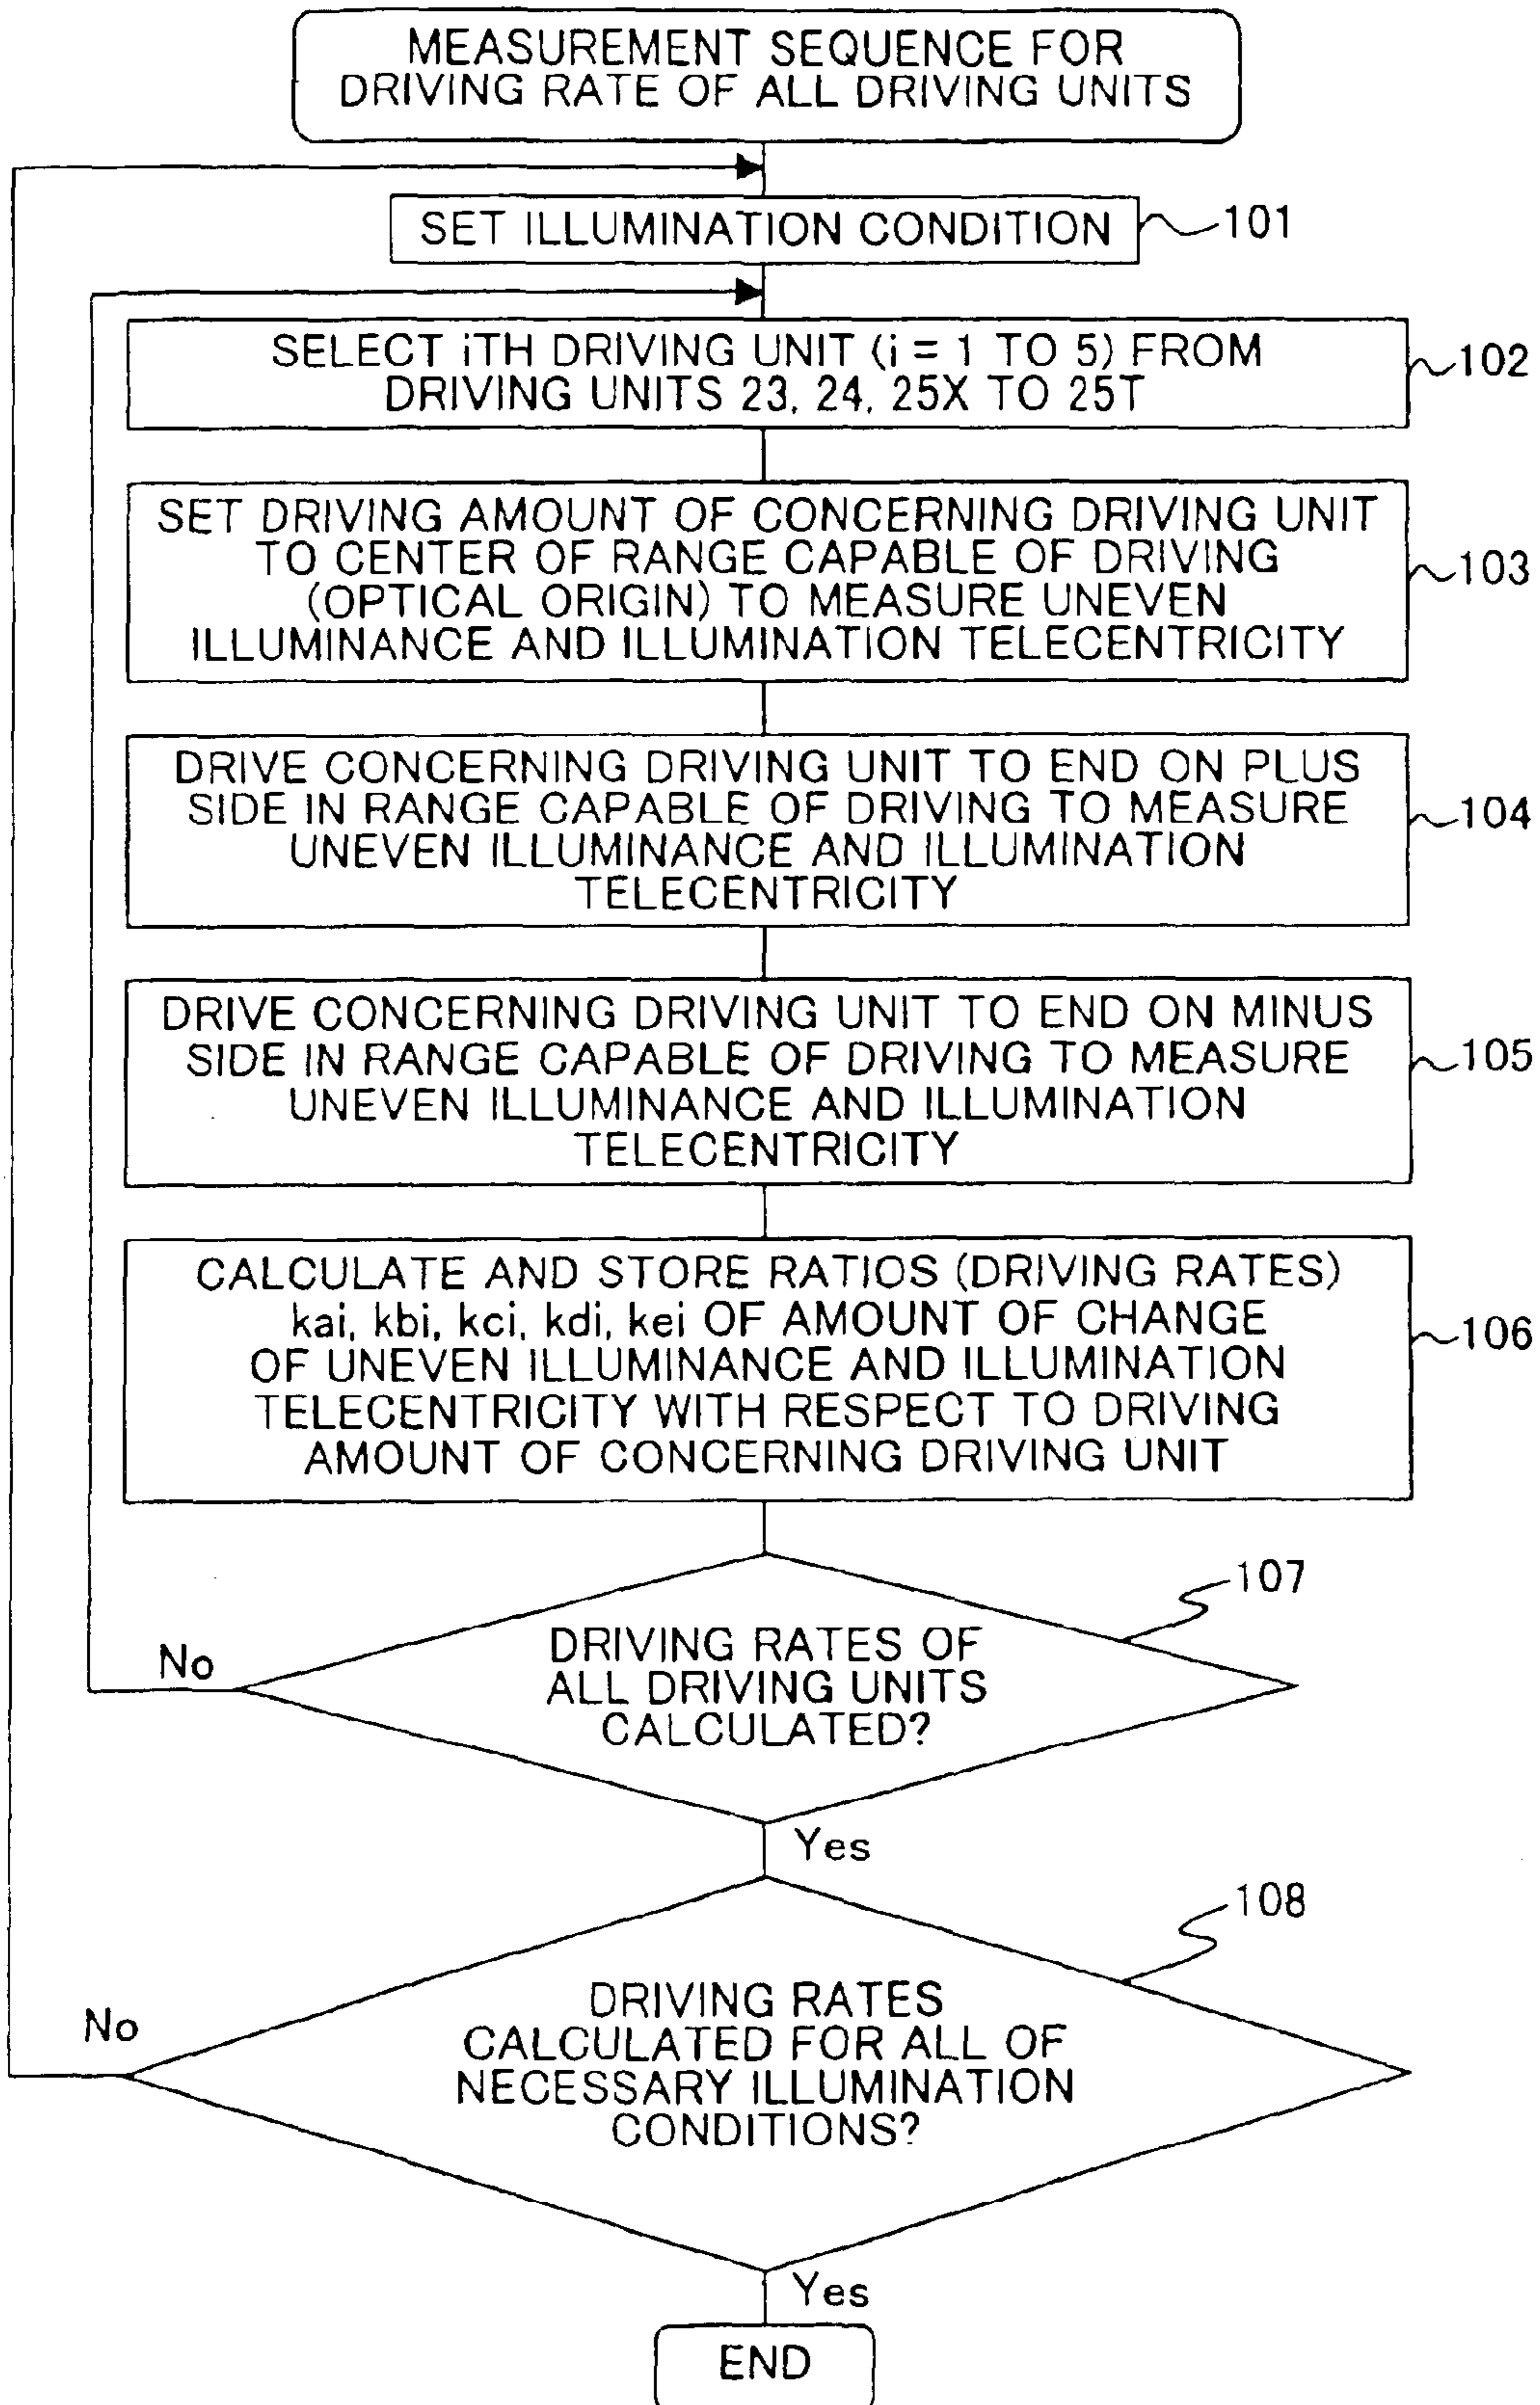 MEASUREMENT SEQUENCE FOR
DRIVING RATE OF ALL DRIVING UNITS
SET ILLUMINATION CONDITION
101
SELECT iTH DRIVING UNIT (i = 1 TO 5) FROM
DRIVING UNITS 23, 24, 25X TO 25T
102
SET DRIVING AMOUNT OF CONCERNING DRIVING UNIT
TO CENTER OF RANGE CAPABLE OF DRIVING
(OPTICAL ORIGIN) TO MEASURE UNEVEN
ILLUMINANCE AND ILLUMINATION TELECENTRICITY
103
DRIVE CONCERNING DRIVING UNIT TO END ON PLUS
SIDE IN RANGE CAPABLE OF DRIVING TO MEASURE
UNEVEN ILLUMINANCE AND ILLUMINATION
TELECENTRICITY
104
DRIVE CONCERNING DRIVING UNIT TO END ON MINUS
SIDE IN RANGE CAPABLE OF DRIVING TO MEASURE
UNEVEN ILLUMINANCE AND ILLUMINATION
TELECENTRICITY
105
CALCULATE AND STORE RATIOS (DRIVING RATES)
kai, kbi, kci, kdi, kei OF AMOUNT OF CHANGE
OF UNEVEN ILLUMINANCE AND ILLUMINATION
TELECENTRICITY WITH RESPECT TO DRIVING
AMOUNT OF CONCERNING DRIVING UNIT
106
107
DRIVING RATES OF
ALL DRIVING UNITS
CALCULATED?
No
Yes
108
DRIVING RATES
CALCULATED FOR ALL OF
NECESSARY ILLUMINATION
CONDITIONS?
No
Yes
END